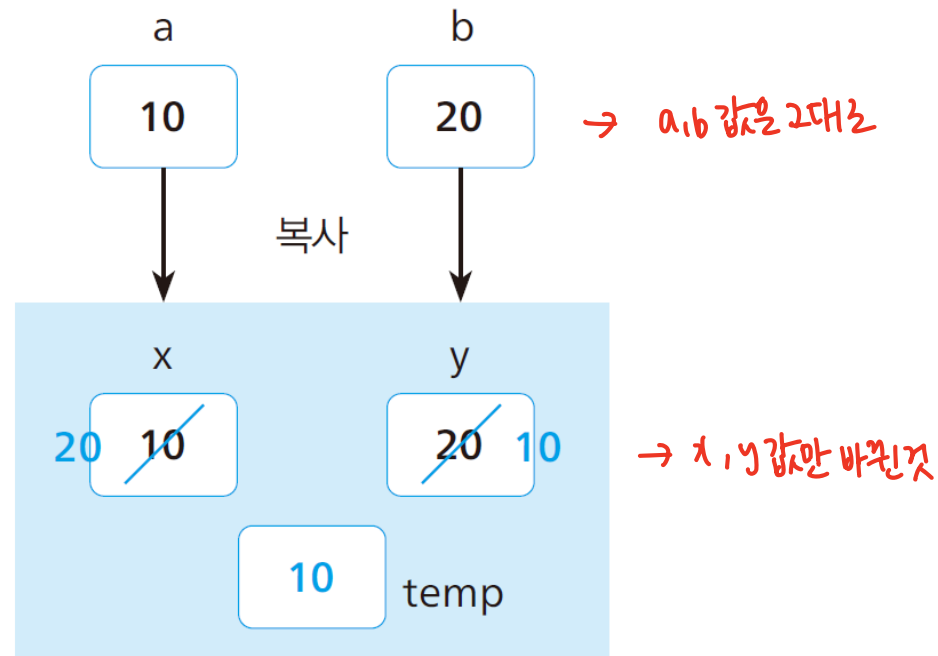 a b
10 20 → a,b 값은 그대로
복사
x y
20 10 20 10 → x, y 값만 바뀐것
10 temp